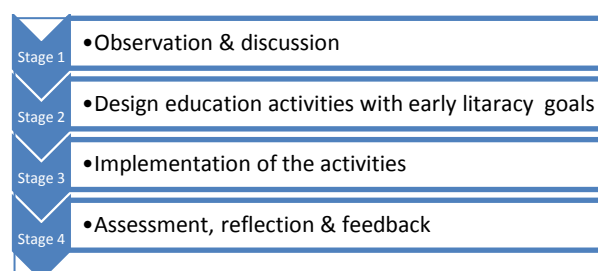 Stage 1
•Observation & discussion
Stage 2
•Design education activities with early litaracy goals
Stage 3
•Implementation of the activities
Stage 4
•Assessment, reflection & feedback